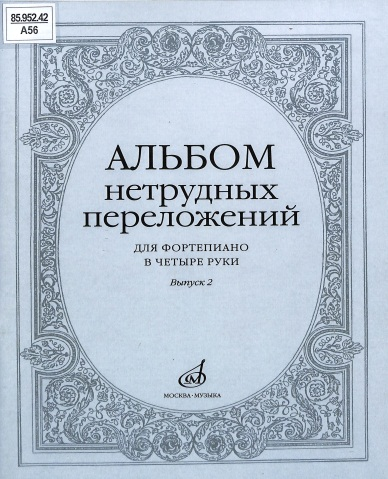 85.952.42
А56
АЛЬБОМ
нетрудных
переложений
ДЛЯ ФОРТЕПИАНО
В ЧЕТЫРЕ РУКИ
Выпуск 2
МОСКВА · МУЗЫКА